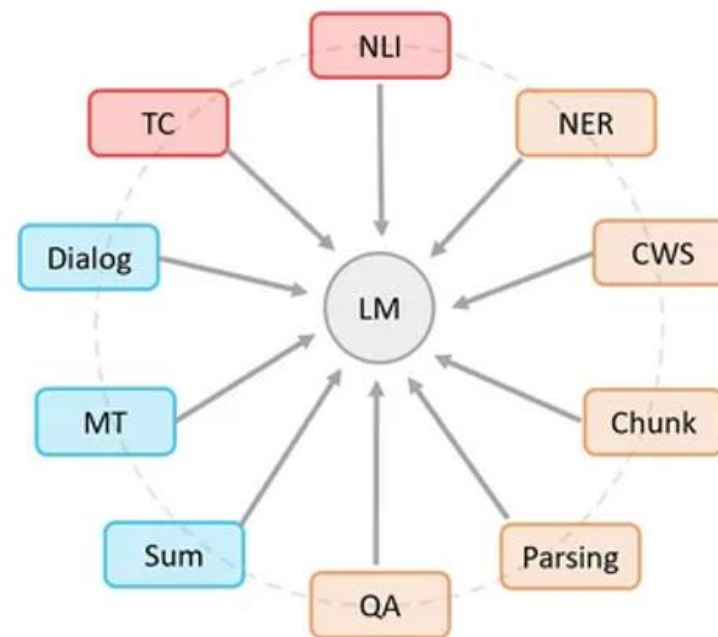 NLI
TC
NER
Dialog
CWS
LM
MT
Chunk
Sum
Parsing
QA